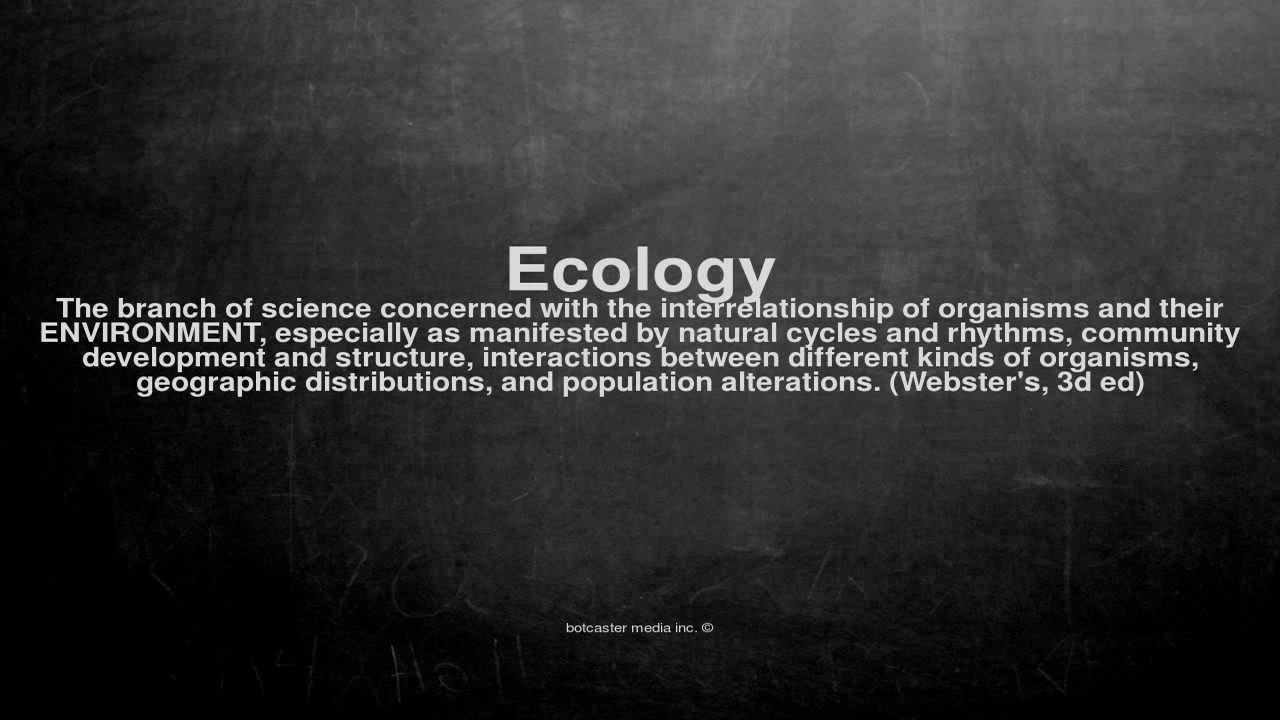 Ecology
The branch of science concerned with the interrelationship of organisms and their
ENVIRONMENT, especially as manifested by natural cycles and rhythms, community
development and structure, interactions between different kinds of organisms,
geographic distributions, and population alterations. (Webster's, 3d ed)
botcaster media inc. ©